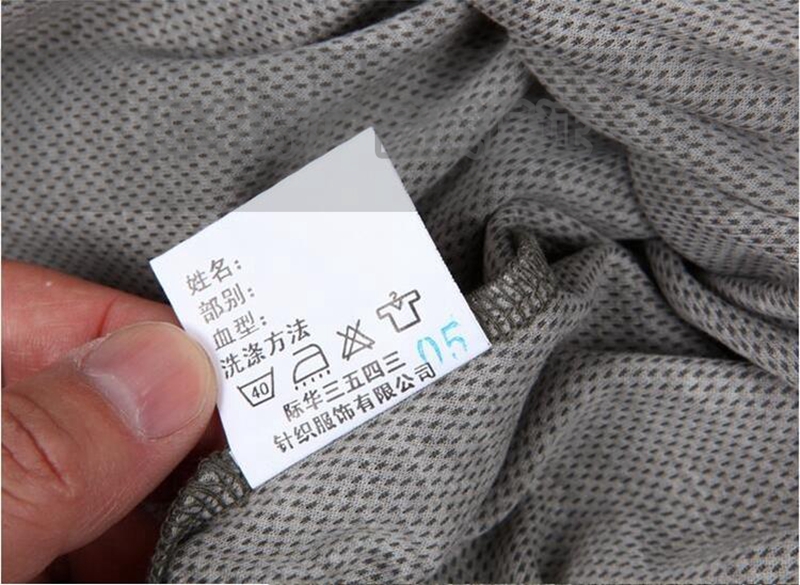 姓名:
部别:
血型:
洗涤方法
40
05
际华三五四三
针织服饰有限公司